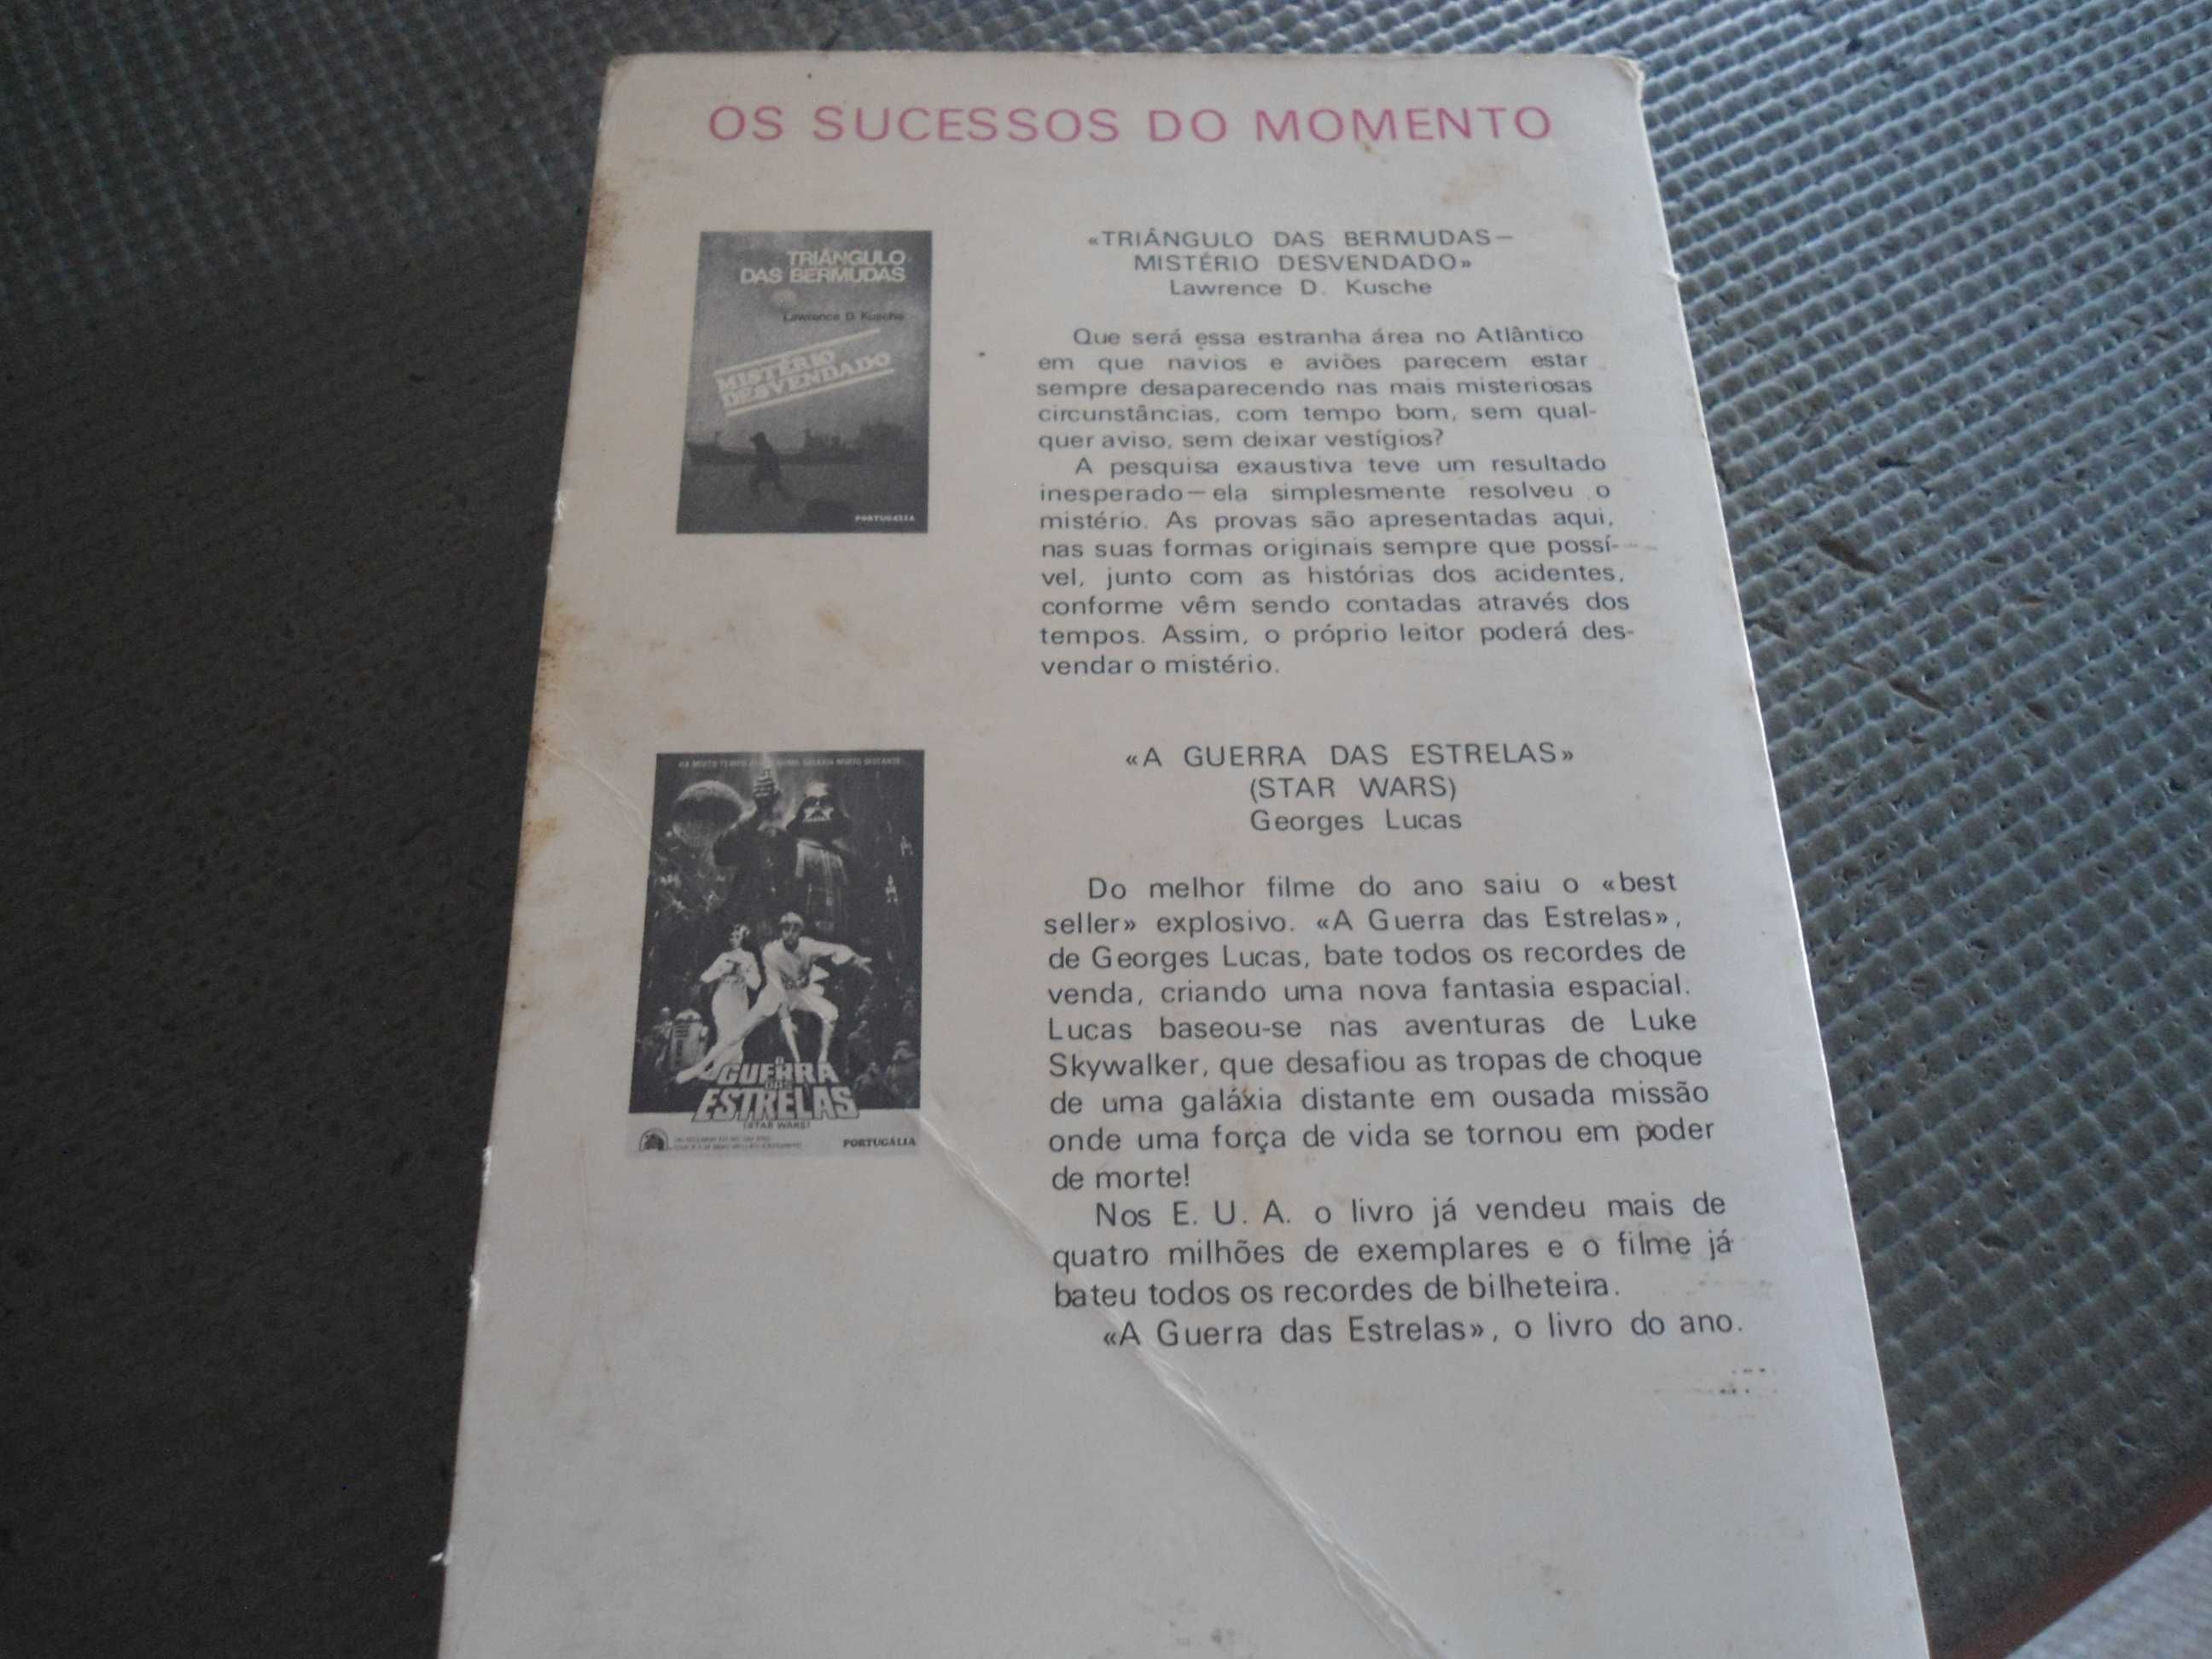 OS SUCESSOS DO MOMENTO
TRIÂNGULO
DAS BERMUDAS
Lawrence D. Kusche
MISTÉRIO
DESVENDADO
PORTUGÁLIA
«TRIÂNGULO DAS BERMUDAS—
MISTÉRIO DESVENDADO»
Lawrence D. Kusche
Que será essa estranha área no Atlântico
em que navios e aviões parecem estar
sempre desaparecendo nas mais misteriosas
circunstâncias, com tempo bom, sem qual-
quer aviso, sem deixar vestígios?
A pesquisa exaustiva teve um resultado
inesperado—ela simplesmente resolveu o
mistério. As provas são apresentadas aqui,
nas suas formas originais sempre que possí-
vel, junto com as histórias dos acidentes,
conforme vêm sendo contadas através dos
tempos. Assim, o próprio leitor poderá des-
vendar o mistério.
HÁ MUITO TEMPO NUMA GALÁXIA MUITO DISTANTE
A
GUERRA
DAS
ESTRELAS
(STAR WARS)
PORTUGÁLIA
«A GUERRA DAS ESTRELAS»
(STAR WARS)
Georges Lucas
Do melhor filme do ano saiu o «best
seller» explosivo. «A Guerra das Estrelas»,
de Georges Lucas, bate todos os recordes de
venda, criando uma nova fantasia espacial.
Lucas baseou-se nas aventuras de Luke
Skywalker, que desafiou as tropas de choque
de uma galáxia distante em ousada missão
onde uma força de vida se tornou em poder
de morte!
Nos E. U. A. o livro já vendeu mais de
quatro milhões de exemplares e o filme já
bateu todos os recordes de bilheteira.
«A Guerra das Estrelas», o livro do ano.